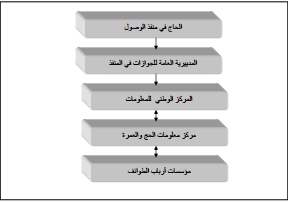 الحاج في منفذ الوصول
المديرية العامة للجوازات في المنفذ
المركز الوطني للمعلومات
مركز معلومات الحج والعمرة
مؤسسات أرباب الطوائف